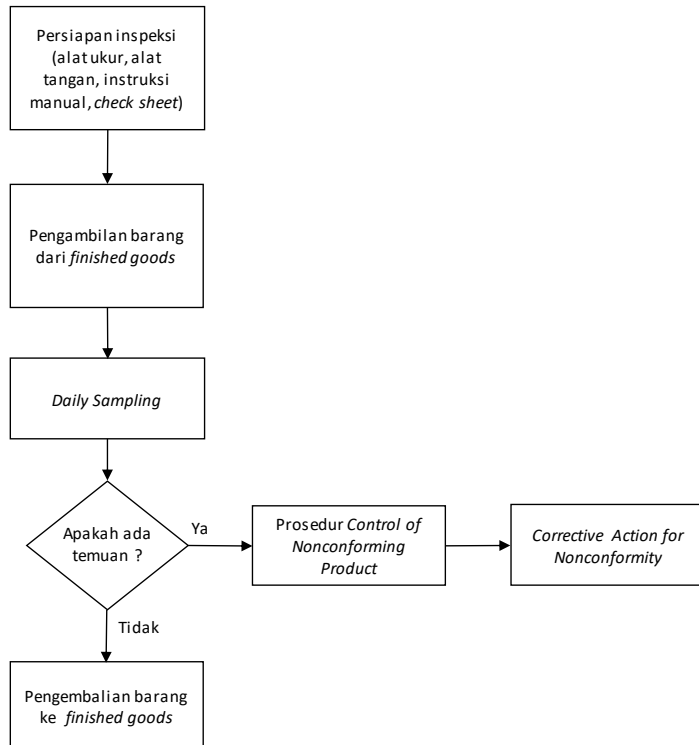 Persiapan inspeksi
(alat ukur, alat
tangan, instruksi
manual, check sheet)
Pengambilan barang
dari finished goods
Daily Sampling
Apakah ada
temuan ?
Ya
Prosedur Control of
Nonconforming
Product
Corrective Action for
Nonconformity
Tidak
Pengembalian barang
ke finished goods